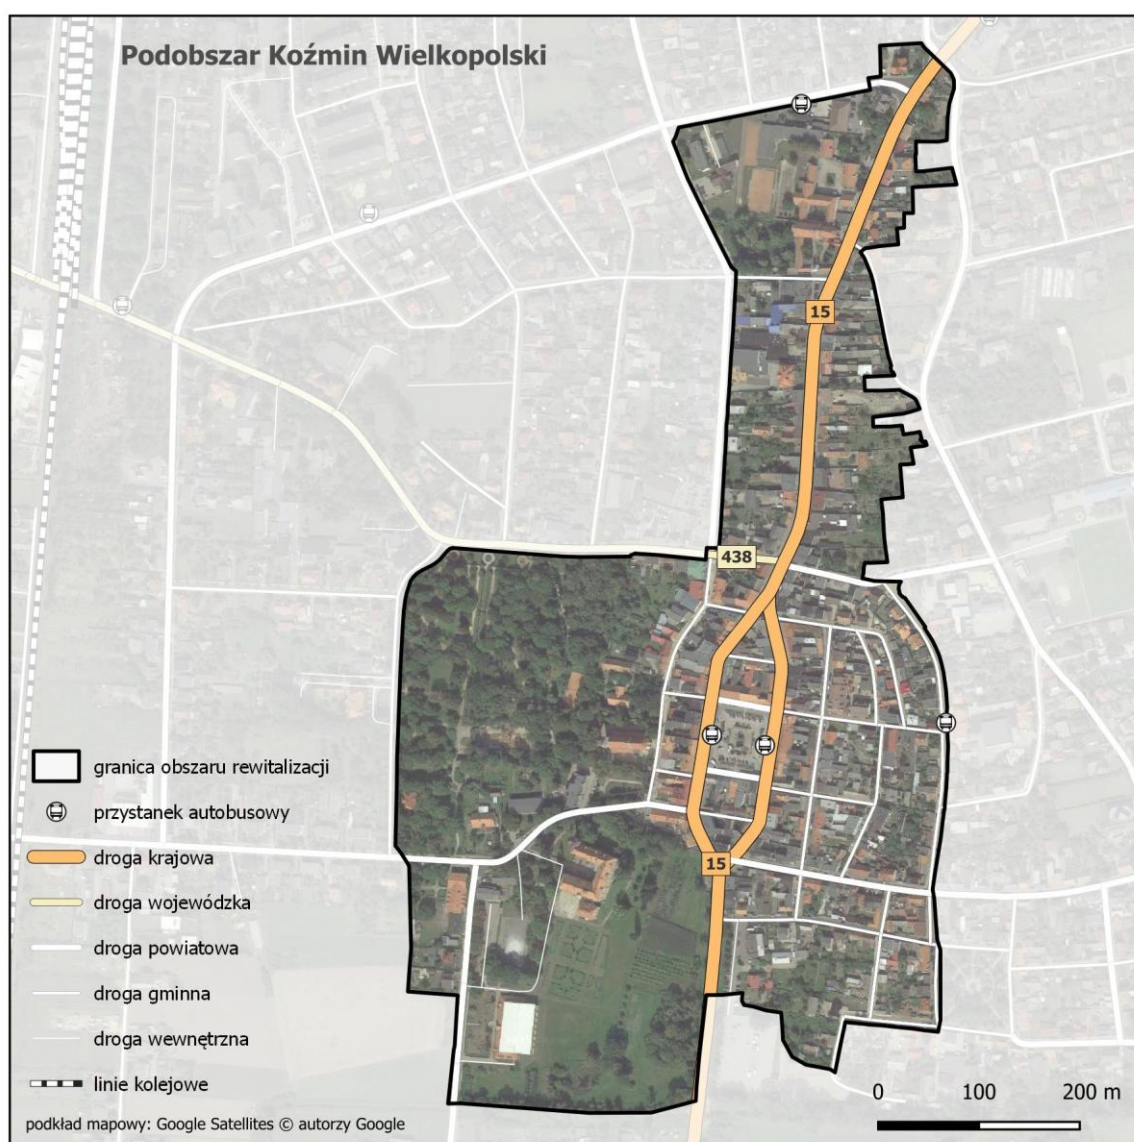 Podobszar Koźmin Wielkopolski
15
438
15
granica obszaru rewitalizacji
przystanek autobusowy
droga krajowa
droga wojewódzka
droga powiatowa
droga gminna
droga wewnętrzna
linie kolejowe
podkład mapowy: Google Satellites © autorzy Google
0 100 200 m